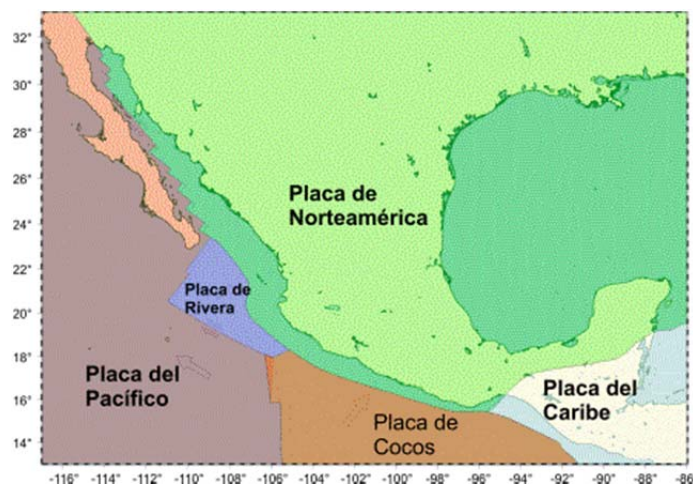 32°
30°
28°
26°
24°
22°
20°
18°
16°
14°
Placa de
Norteamérica
Placa de
Rivera
Placa del
Pacífico
Placa del
Caribe
Placa de
Cocos
-116° -114° -112° -110° -108° -106° -104° -102° -100° -98° -96° -94° -92° -90° -88° -86